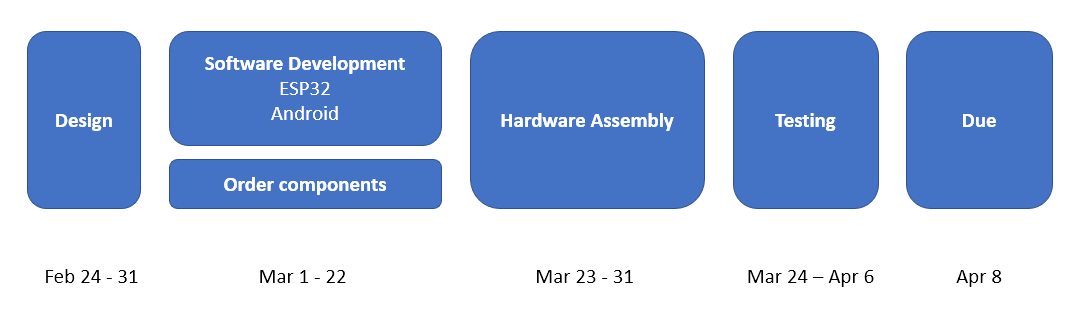 Design
Software Development
ESP32
Android
Order components
Hardware Assembly
Testing
Due
Feb 24 - 31
Mar 1 - 22
Mar 23 - 31
Mar 24 – Apr 6
Apr 8